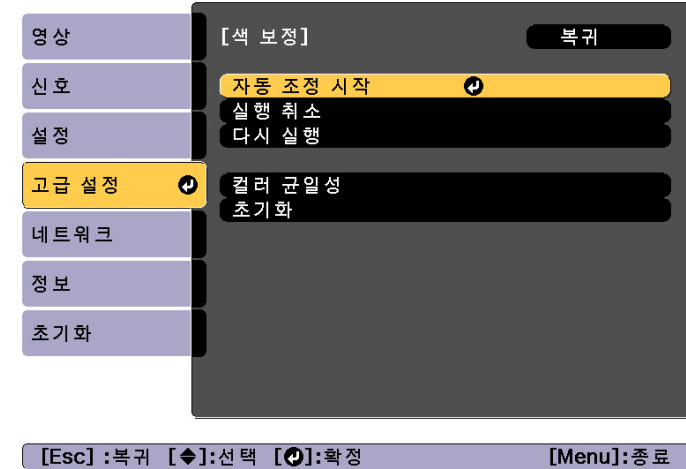 영상
신호
설정
고급 설정
네트워크
정보
초기화
[색 보정] 복귀
자동 조정 시작
실행 취소
다시 실행
컬러 균일성
초기화
[Esc] :복귀 [◆]:선택 [⏎]:확정 [Menu]:종료